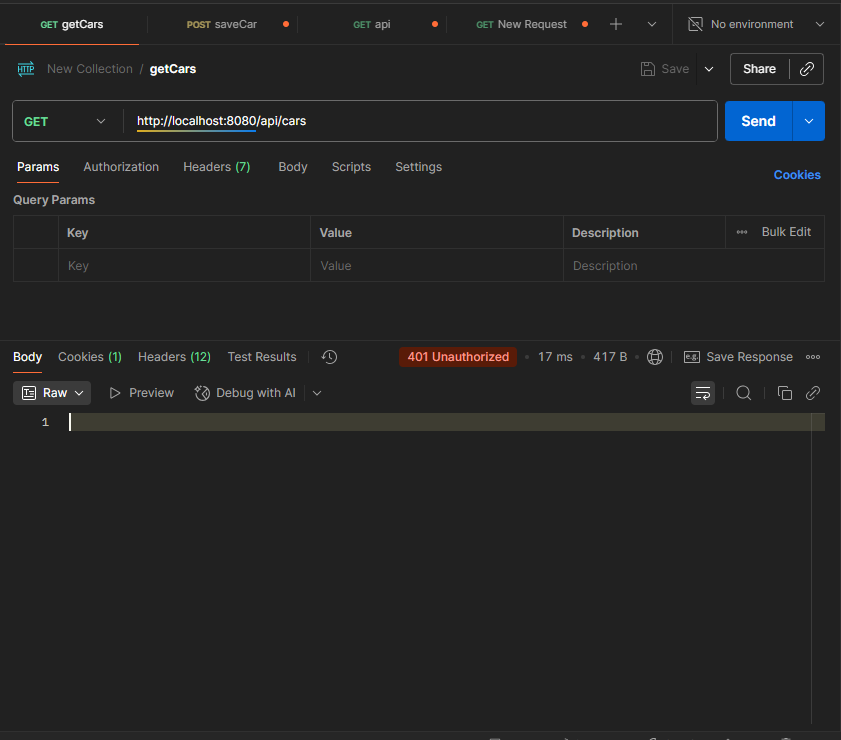 GET getCars POST saveCar GET api GET New Request No environment
HTTP New Collection / getCars Save Share
GET http://localhost:8080/api/cars Send
Params Authorization Headers (7) Body Scripts Settings Cookies
Query Params
Key Value Description Bulk Edit
Key Value Description
Body Cookies (1) Headers (12) Test Results 401 Unauthorized 17 ms 417 B e.g. Save Response
Raw Preview Debug with AI
1